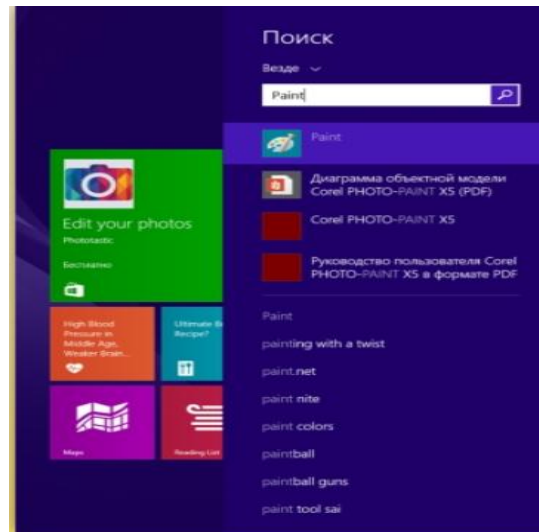 Поиск
Везде
Paint
Paint
Диаграмма объектной модели
Corel PHOTO-PAINT X5 (PDF)
Corel PHOTO-PAINT X5
Руководство пользователя Corel
PHOTO-PAINT X5 в формате PDF
Paint
painting with a twist
paint.net
paint nite
paint colors
paintball
paintball guns
paint tool sai
Edit your photos
Phototastic
Бесплатно
High Blood
Pressure in
Middle Age,
Weaker Brain...
Ultimate
Recipe?
Maps
Reading List